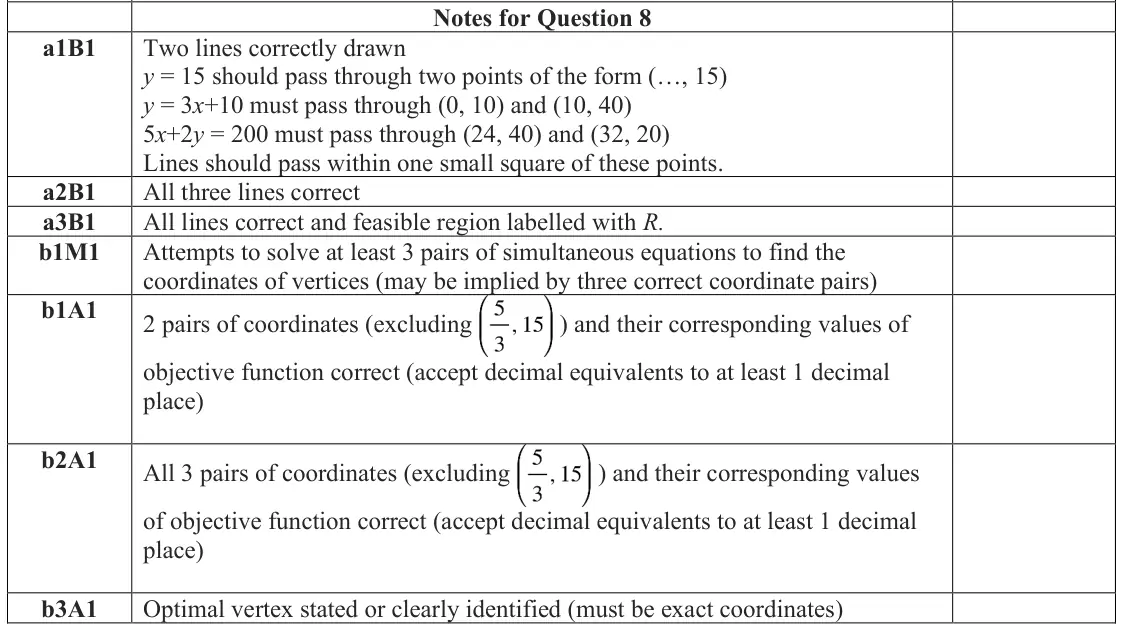 Notes for Question 8
a1B1 Two lines correctly drawn
y = 15 should pass through two points of the form (…, 15)
y = 3x+10 must pass through (0, 10) and (10, 40)
5x+2y = 200 must pass through (24, 40) and (32, 20)
Lines should pass within one small square of these points.
a2B1 All three lines correct
a3B1 All lines correct and feasible region labelled with R.
b1M1 Attempts to solve at least 3 pairs of simultaneous equations to find the
coordinates of vertices (may be implied by three correct coordinate pairs)
b1A1 2 pairs of coordinates (excluding (5/3, 15) ) and their corresponding values of
objective function correct (accept decimal equivalents to at least 1 decimal
place)
b2A1 All 3 pairs of coordinates (excluding (5/3, 15) ) and their corresponding values
of objective function correct (accept decimal equivalents to at least 1 decimal
place)
b3A1 Optimal vertex stated or clearly identified (must be exact coordinates)